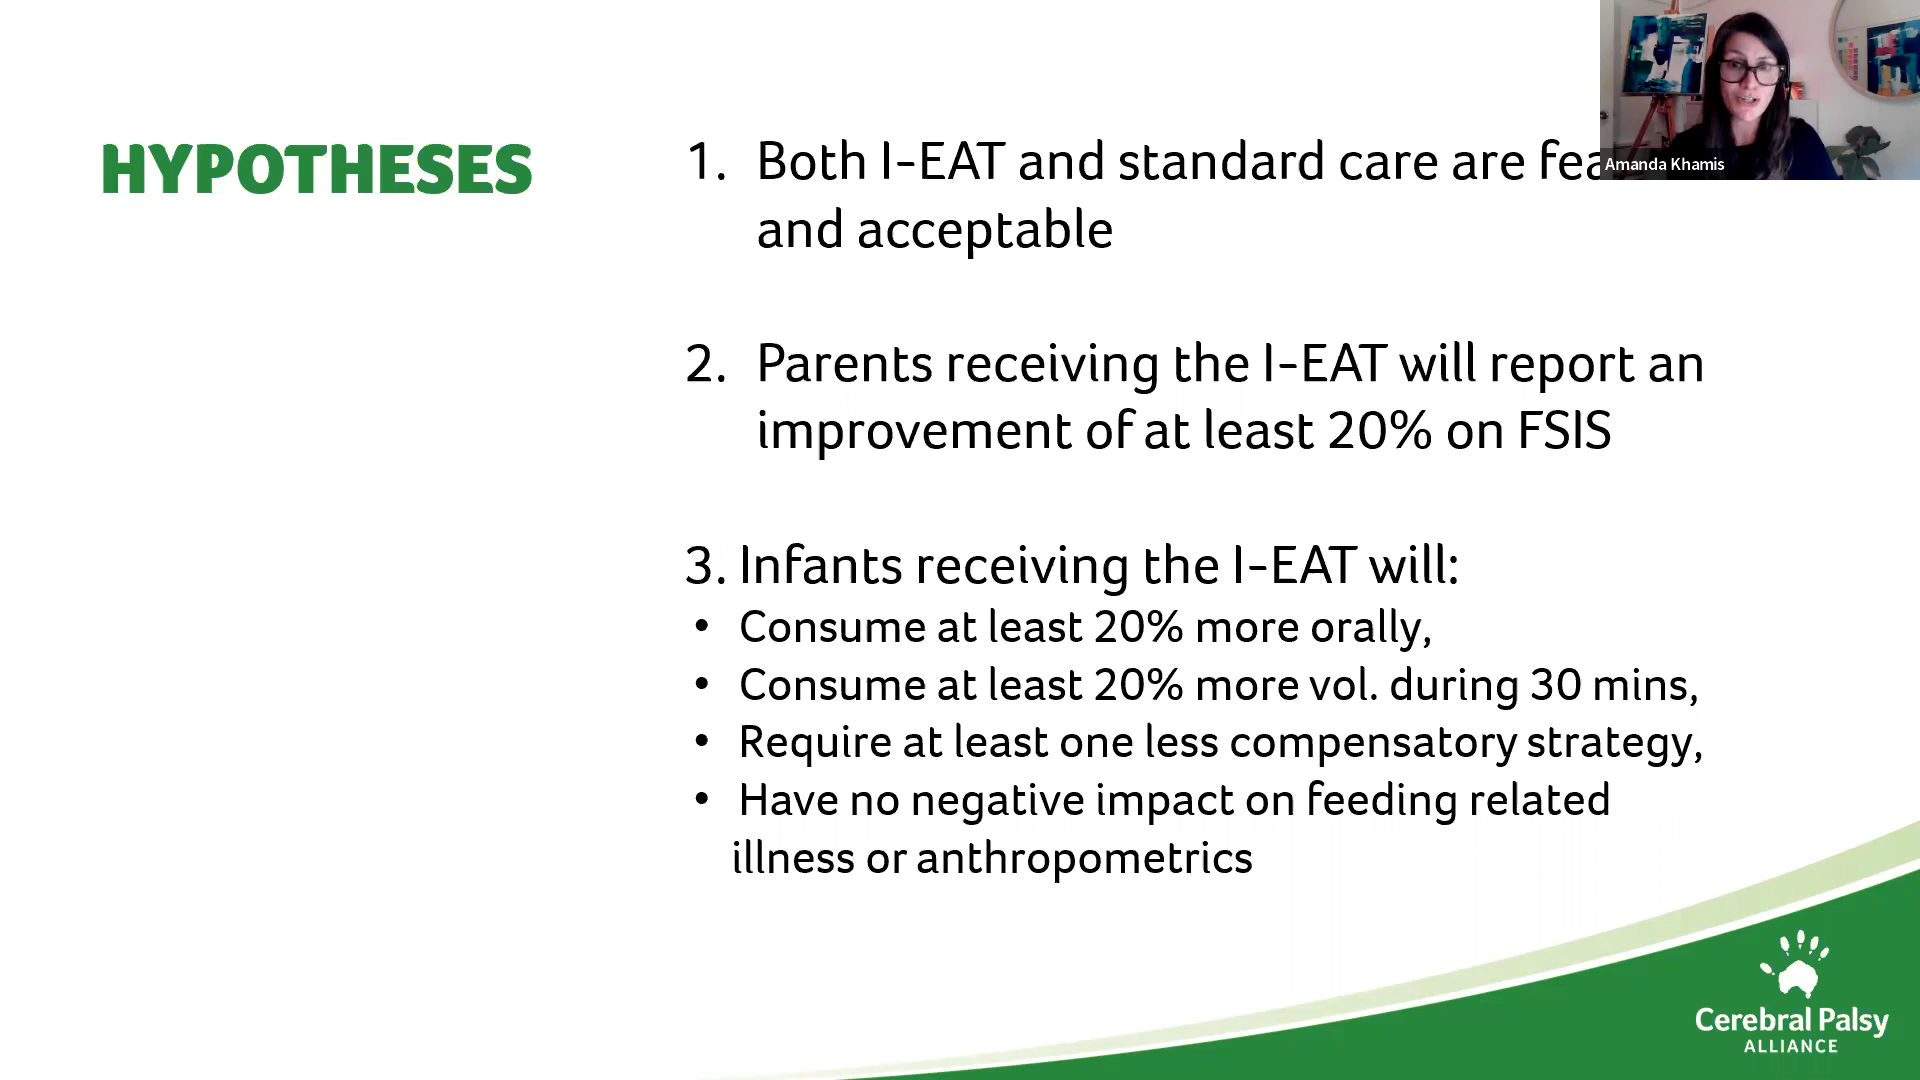 HYPOTHESES
1. Both I-EAT and standard care are
and acceptable
2. Parents receiving the I-EAT will report an
improvement of at least 20% on FSIS
3. Infants receiving the I-EAT will:
• Consume at least 20% more orally,
• Consume at least 20% more vol. during 30 mins,
• Require at least one less compensatory strategy,
• Have no negative impact on feeding related
illness or anthropometrics
Amanda Khamis
Cerebral Palsy
ALLIANCE